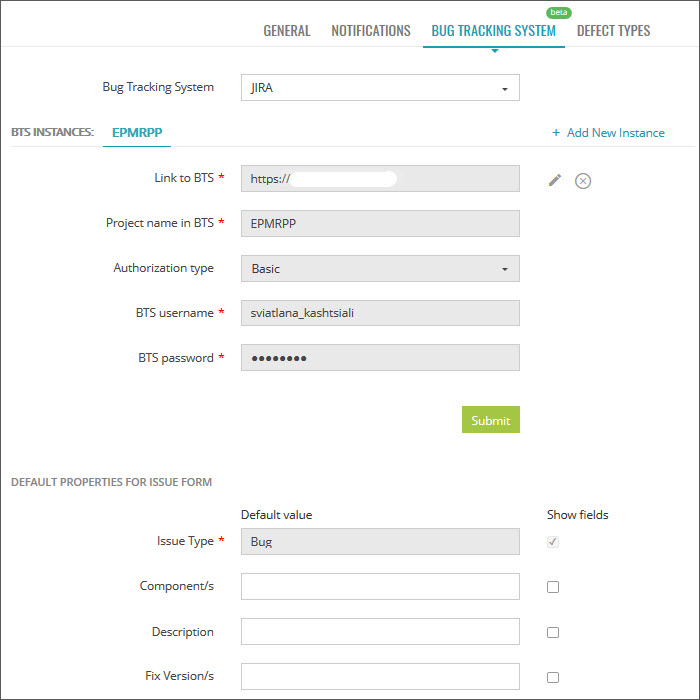 beta
GENERAL NOTIFICATIONS BUG TRACKING SYSTEM DEFECT TYPES
Bug Tracking System JIRA
BTS INSTANCES: EPMRPP + Add New Instance
Link to BTS * https://
Project name in BTS * EPMRPP
Authorization type Basic
BTS username * sviatlana_kashtsiali
BTS password * ●●●●●●●●
Submit
DEFAULT PROPERTIES FOR ISSUE FORM
Default value Show fields
Issue Type * Bug
Component/s
Description
Fix Version/s